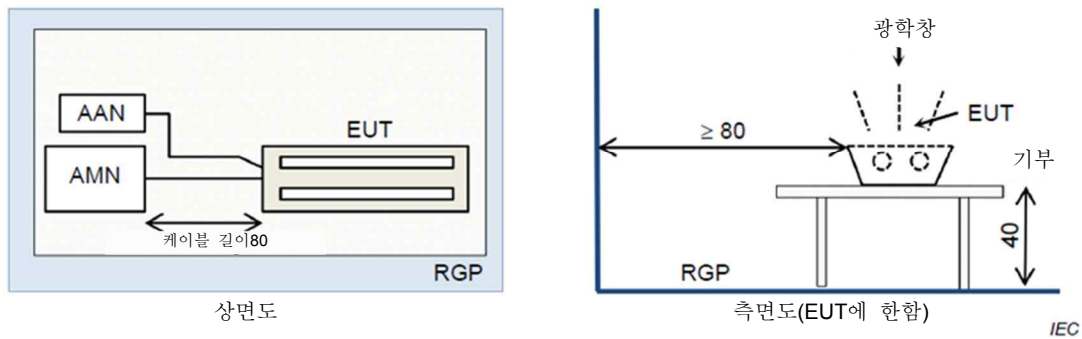 AAN
AMN
EUT
케이블 길이80
RGP
상면도
광학창
EUT
≥ 80
기부
40
RGP
측면도(EUT에 한함)
IEC